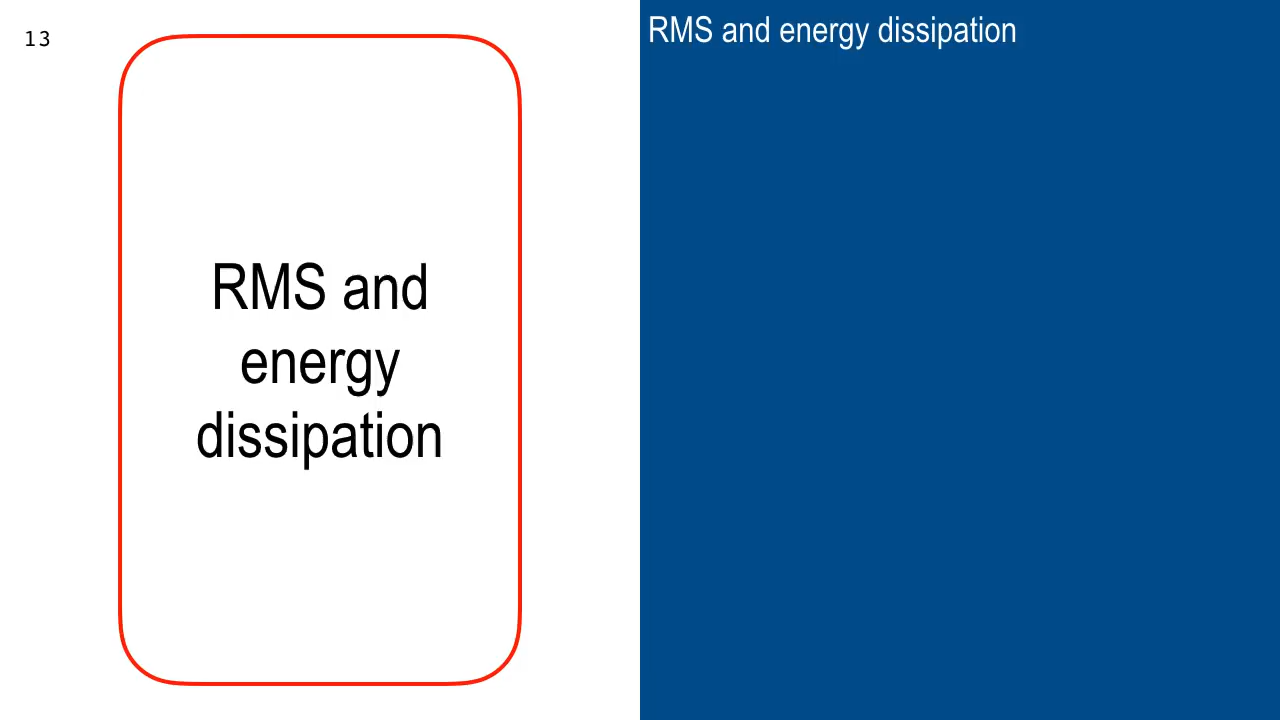 13
RMS and
energy
dissipation
RMS and energy dissipation